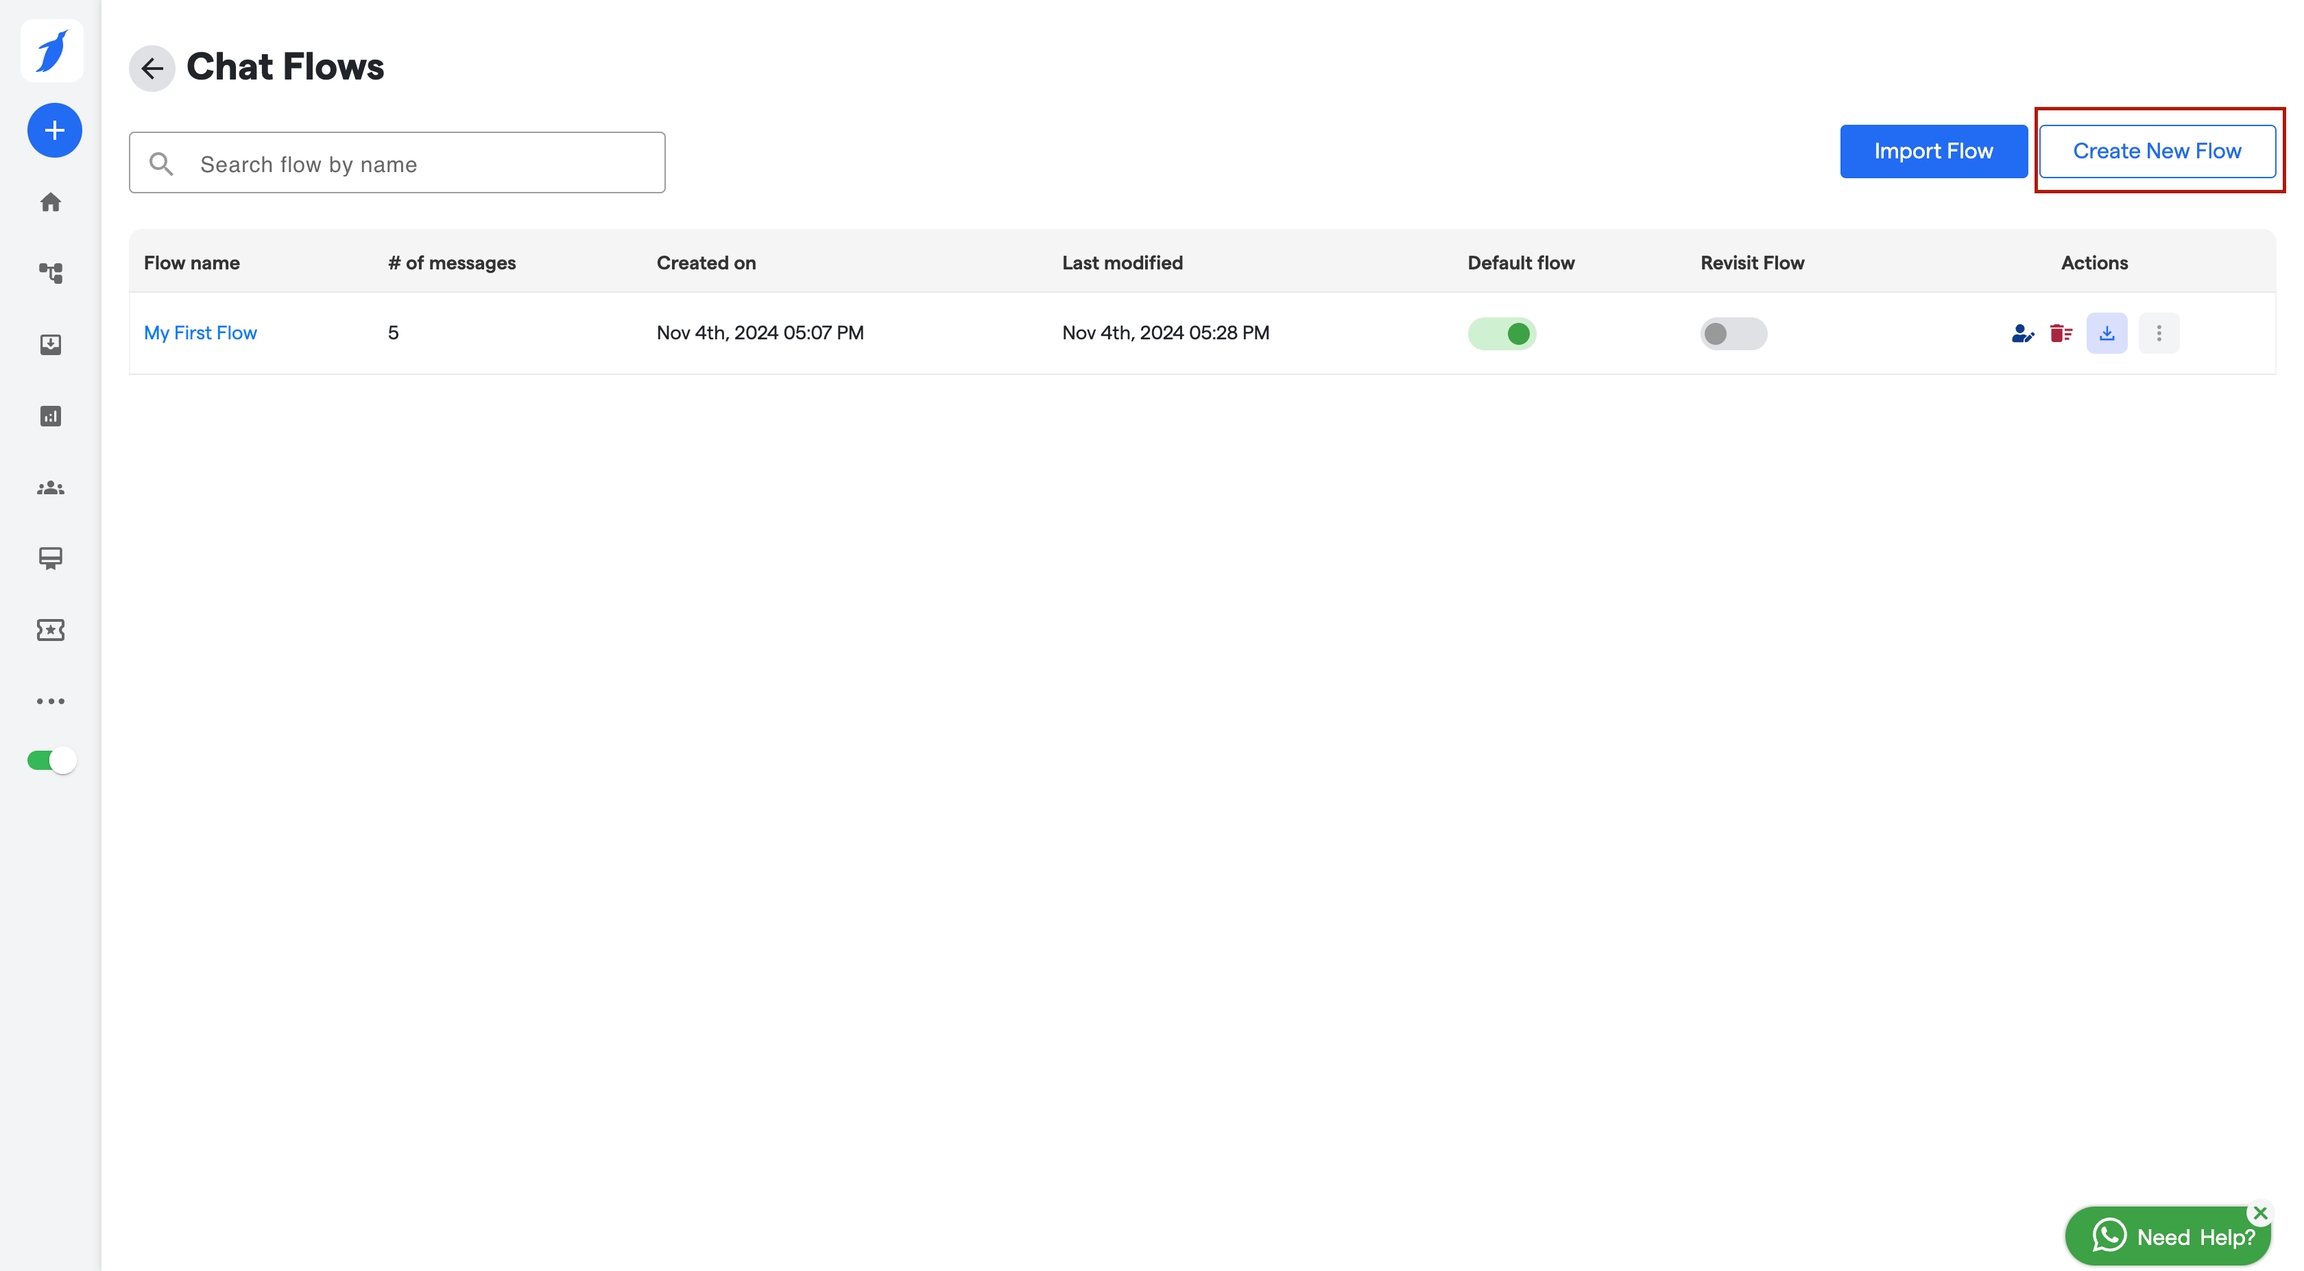 Chat Flows
Search flow by name
Import Flow
Create New Flow
Flow name # of messages Created on Last modified Default flow Revisit Flow Actions
My First Flow 5 Nov 4th, 2024 05:07 PM Nov 4th, 2024 05:28 PM
Need Help?